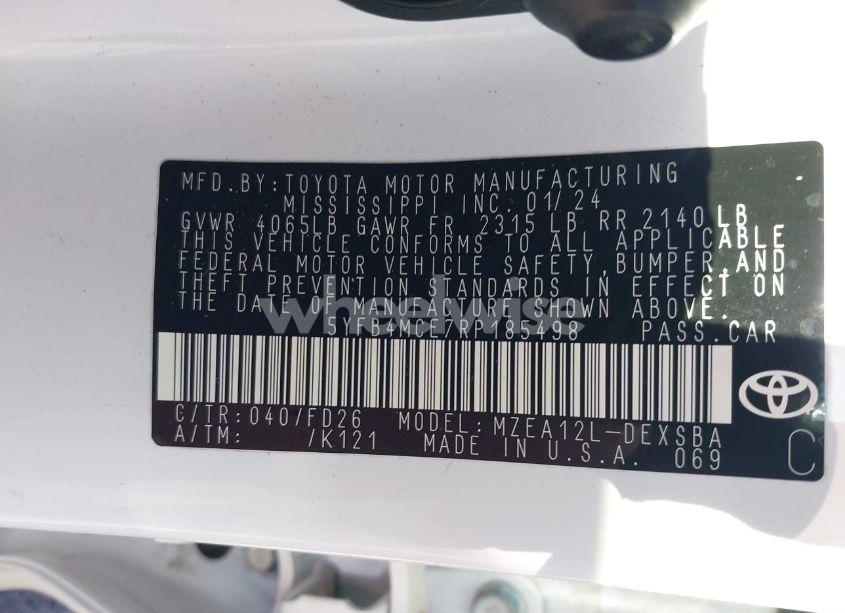 MFD. BY: TOYOTA MOTOR MANUFACTURING
MISSISSIPPI INC. 01/24
GVWR 4065LB GAWR FR 2315 LB RR 2140 LB
THIS VEHICLE CONFORMS TO ALL APPLICABLE
FEDERAL MOTOR VEHICLE SAFETY, BUMPER, AND
THEFT PREVENTION STANDARDS IN EFFECT ON
THE DATE OF MANUFACTURE SHOWN ABOVE.
wheelwise
5YFB4MCE7RP185498 PASS. CAR
C/TR: 040/FD26 MODEL: MZEA12L-DEXSBA
A/TM: /K121 MADE IN U.S.A. 069
C